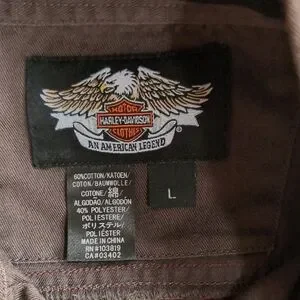 MOTOR
HARLEY-DAVIDSON
CLOTHES
®
AN AMERICAN LEGEND
60%COTTON/KATOEN/
COTON/BAUMWOLLE/
COTONE/綿/
ALGODAO/ALGODON
40% POLYESTER/
POLIESTERE/
ポリエステル/
POLIESTER
MADE IN CHINA
RN#103819
CA#03402
L